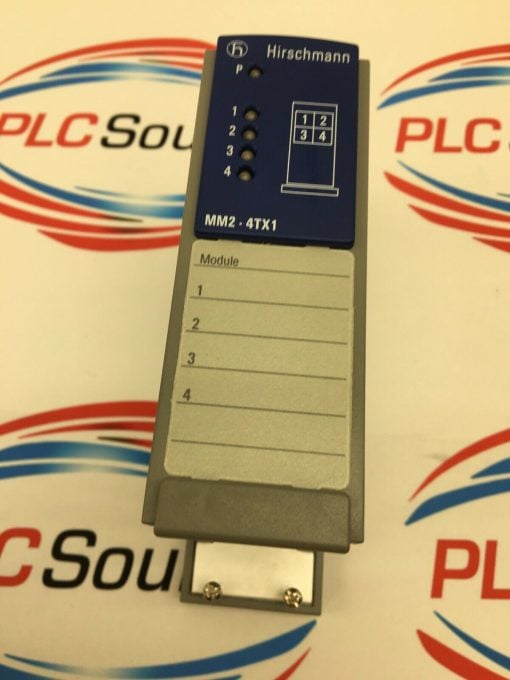 PLC Sou
PLC
Hirschmann
P
1
2
3
4
1 2
3 4
MM2 - 4TX1
Module
1
2
3
4
C Sou
PL